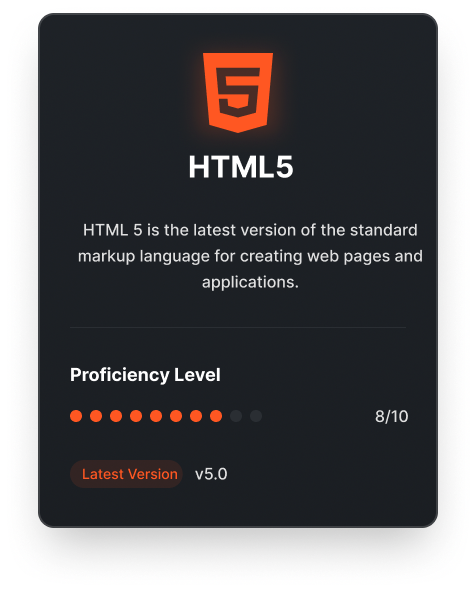 5
HTML5
HTML 5 is the latest version of the standard
markup language for creating web pages and
applications.
Proficiency Level
8/10
Latest Version v5.0